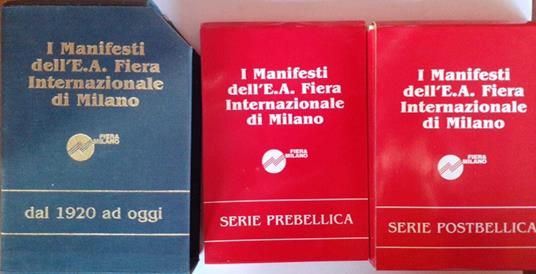 I Manifesti
dell'E.A. Fiera
Internazionale
di Milano
FIERA
MILANO
dal 1920 ad oggi
I Manifesti
dell'E.A. Fiera
Internazionale
di Milano
FIERA
MILANO
SERIE PREBELLICA
I Manifesti
dell'E.A. Fiera
Internazionale
di Milano
FIERA
MILANO
SERIE POSTBELLICA